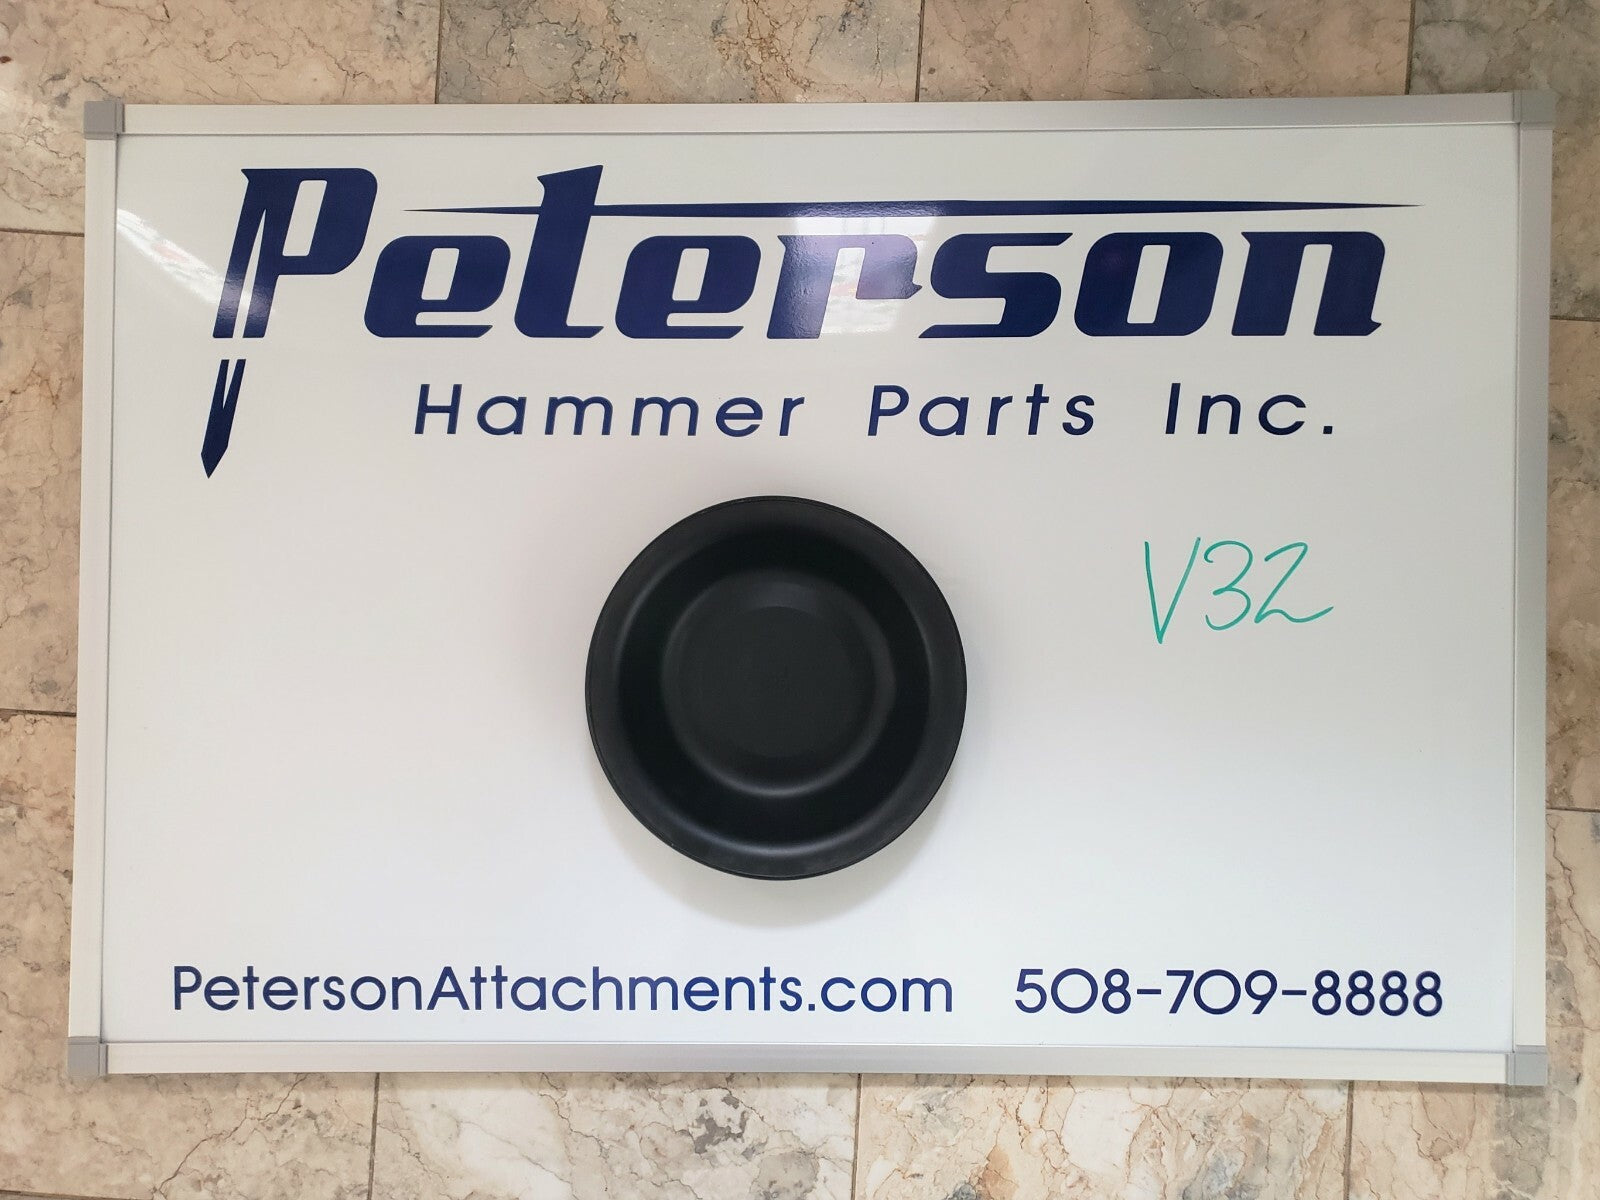 Peterson
Hammer Parts Inc.
V32
PetersonAttachments.com 508-709-8888